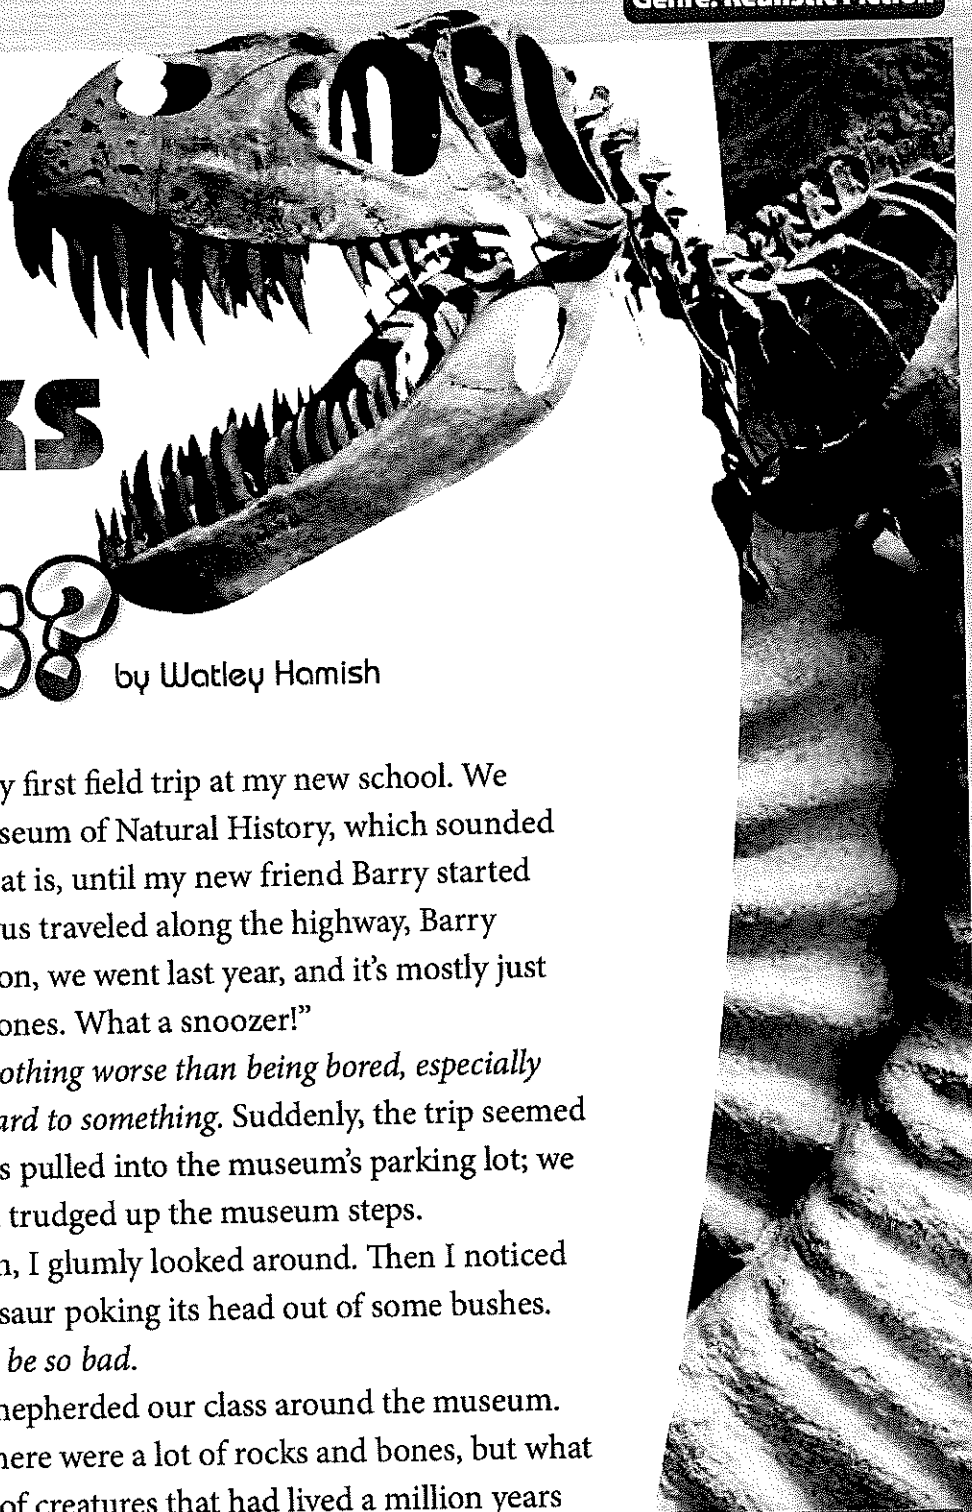 Genre: Realistic Fiction
by Watley Hamish
y first field trip at my new school. We
seum of Natural History, which sounded
at is, until my new friend Barry started
us traveled along the highway, Barry
on, we went last year, and it’s mostly just
ones. What a snoozer!”
othing worse than being bored, especially
ard to something. Suddenly, the trip seemed
s pulled into the museum’s parking lot; we
trudged up the museum steps.
n, I glumly looked around. Then I noticed
saur poking its head out of some bushes.
be so bad.
hepherded our class around the museum.
here were a lot of rocks and bones, but what
of creatures that had lived a million years